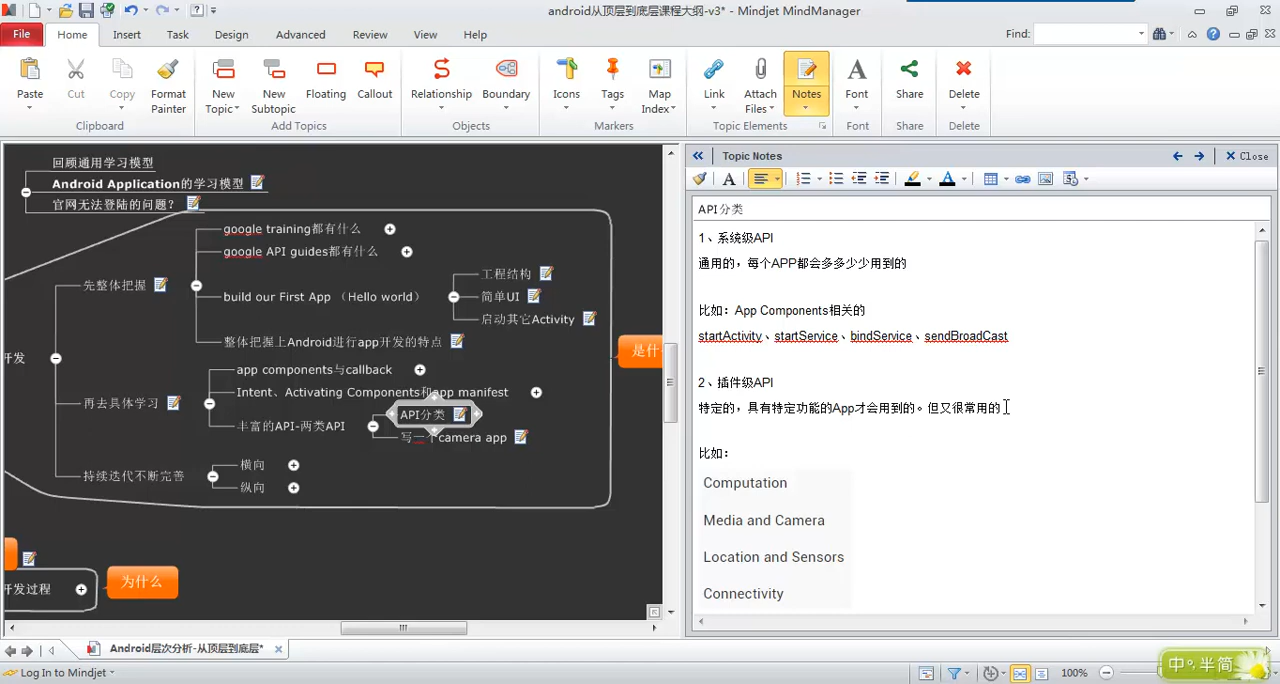 android从顶层到底层课程大纲-v3* - Mindjet MindManager
File Home Insert Task Design Advanced Review View Help
Find:
Paste Cut Copy Format Painter
New Topic New Subtopic Floating Callout
Relationship Boundary
Icons Tags Map Index
Link Attach Files Notes
Font Share Delete
Clipboard Add Topics Objects Markers Topic Elements Font Share Delete
回顾通用学习模型
Android Application的学习模型
官网无法登陆的问题?
google training都有什么
google API guides都有什么
先整体把握
build our First App （Hello world）
工程结构
简单UI
启动其它Activity
整体把握上Android进行app开发的特点
是什
开发
app components与callback
Intent、Activating Components和app manifest
再去具体学习
API分类
丰富的API-两类API
写一个camera app
持续迭代不断完善
横向
纵向
为什么
开发过程
Topic Notes
Close
API分类
1、系统级API
通用的，每个APP都会多多少少用到的
比如：App Components相关的
startActivity、startService、bindService、sendBroadCast
2、插件级API
特定的，具有特定功能的App才会用到的。但又很常用的
比如：
Computation
Media and Camera
Location and Sensors
Connectivity
Android层次分析-从顶层到底层*
Log In to Mindjet
100%
中°,半简